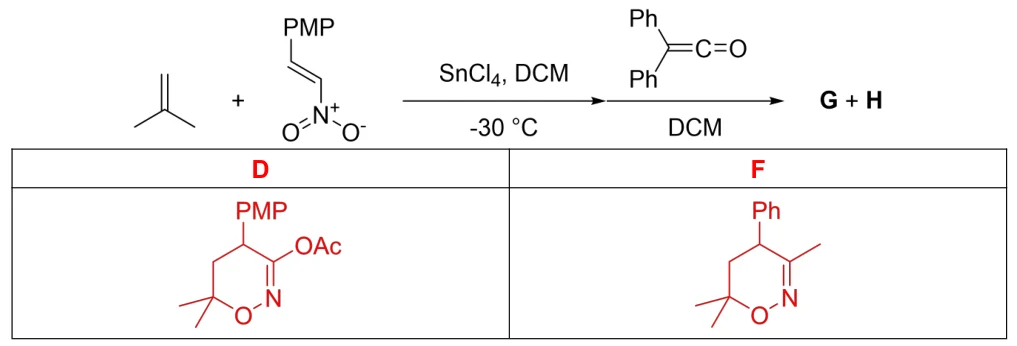 PMP
Ph
SnCl4, DCM
C=O
+
Ph
N+
O
O-
-30 °C
DCM
G + H
D
F
PMP
Ph
OAc
N
O
N
O